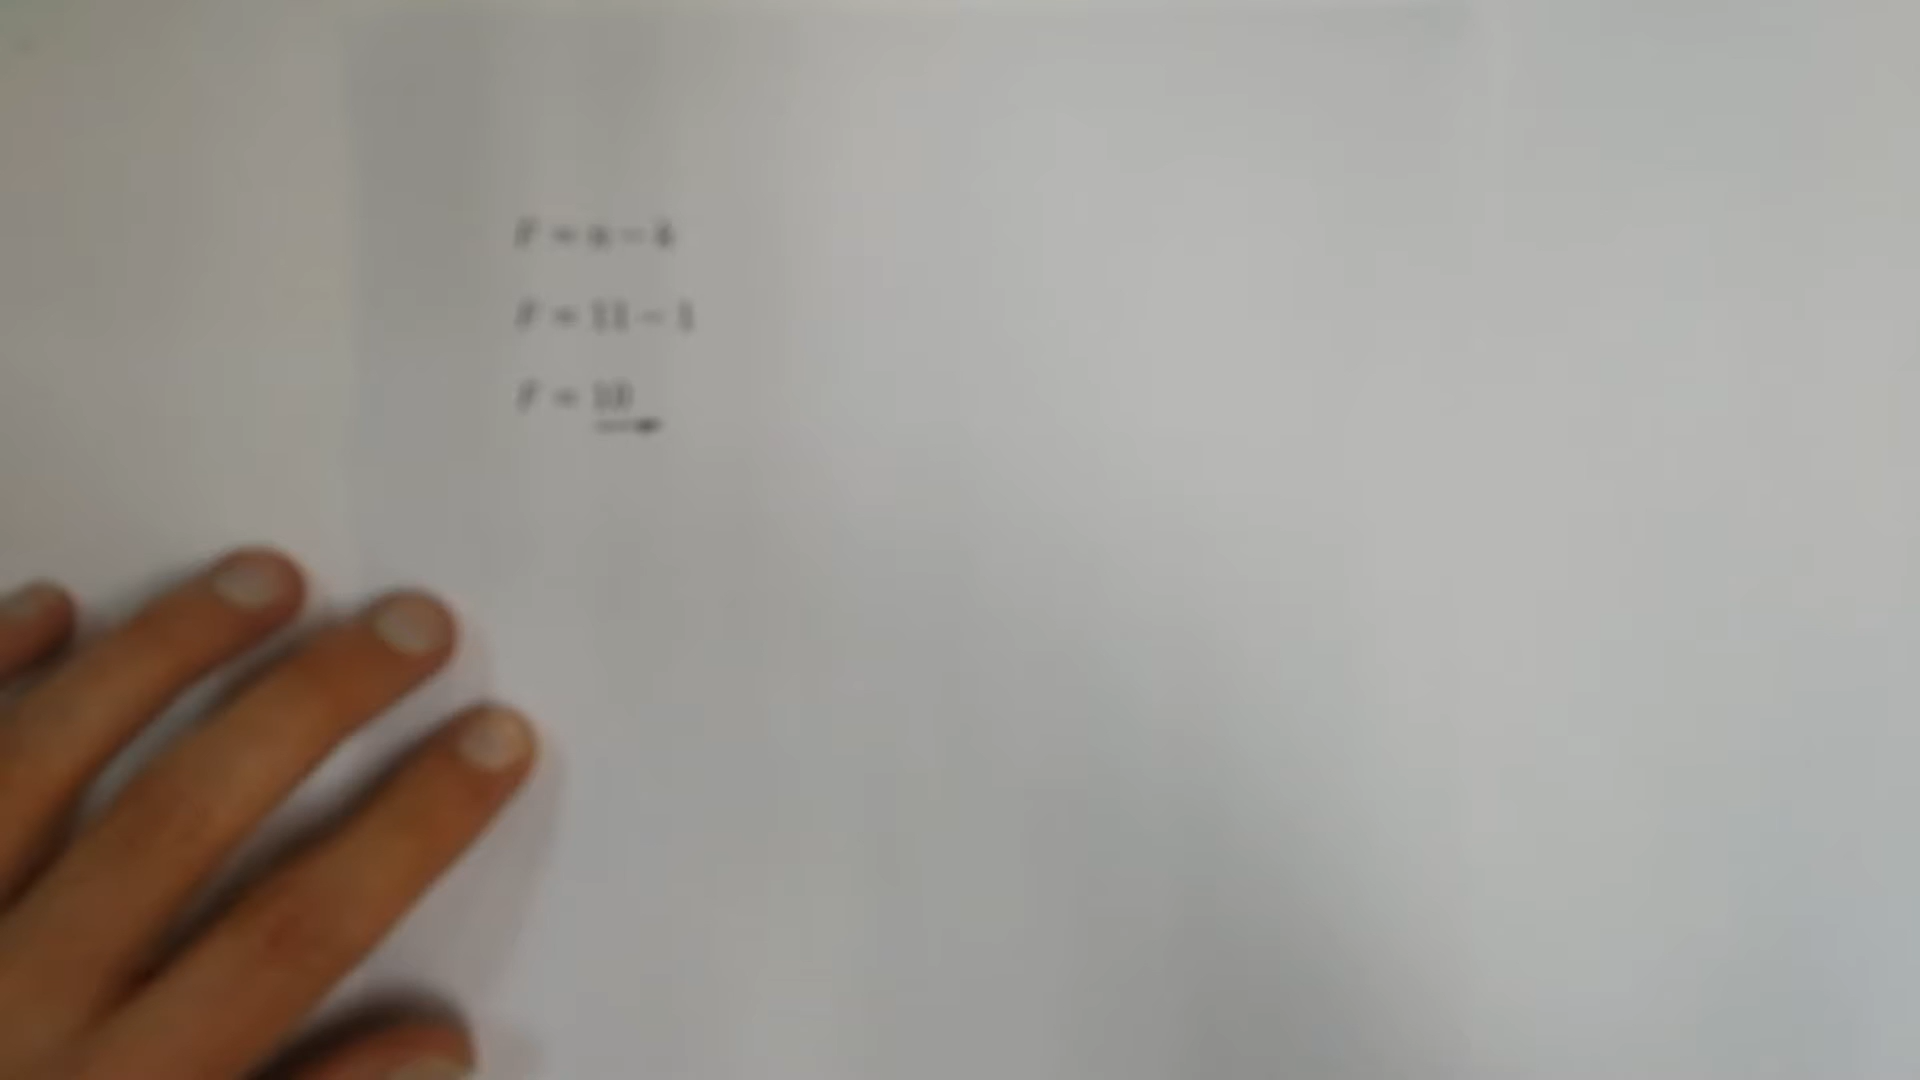 F = n - k
F = 11 - 1
F = 10